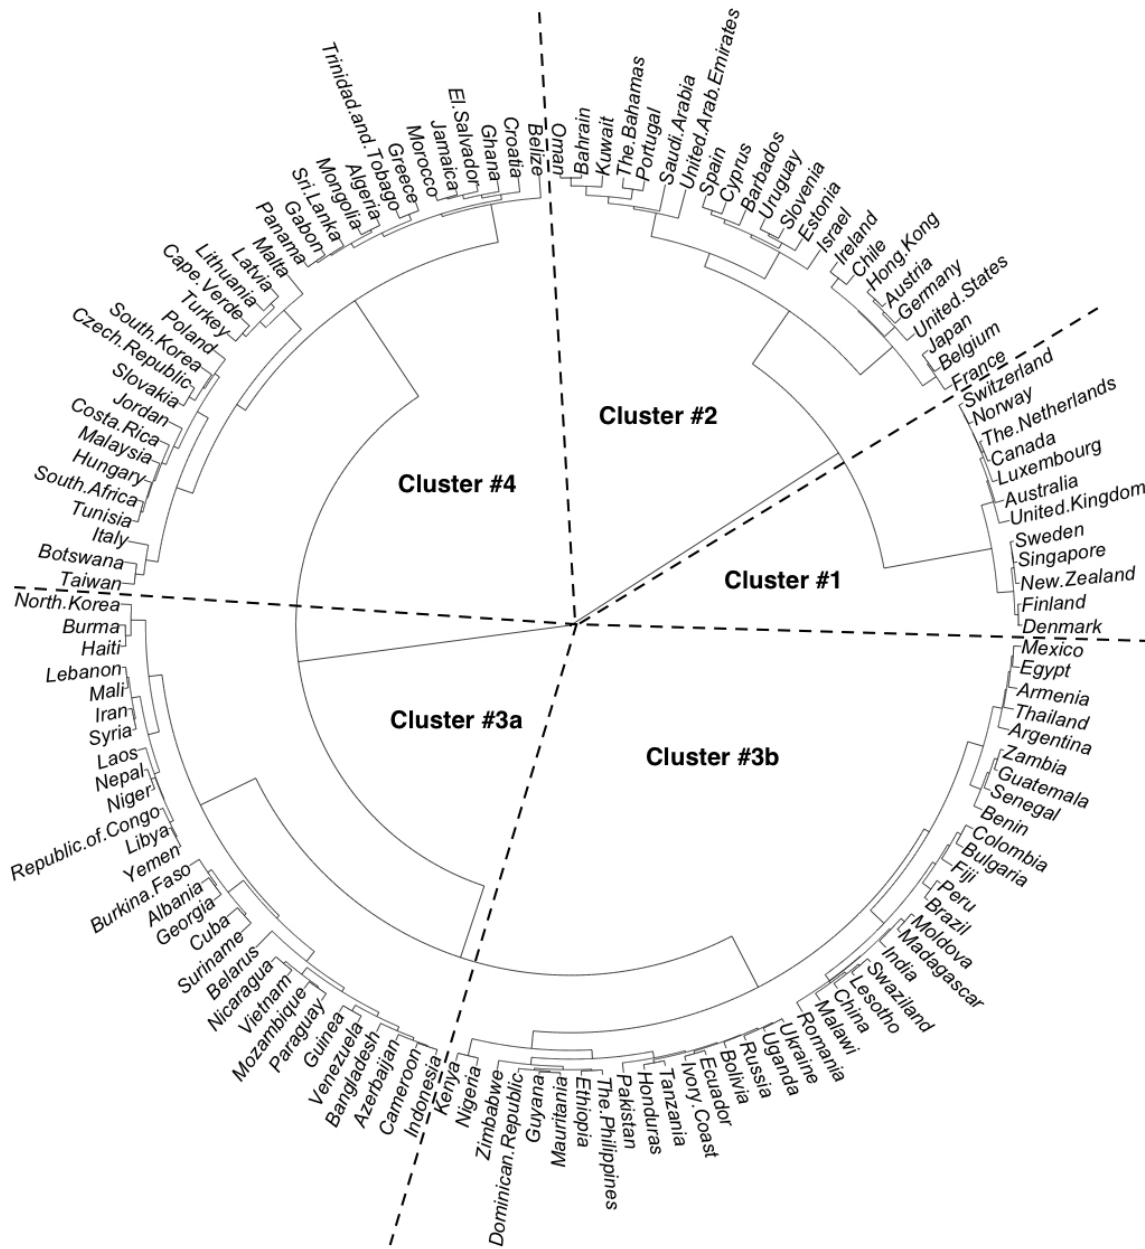 Oman
Bahrain
Kuwait
The.Bahamas
Portugal
Saudi.Arabia
United.Arab.Emirates
Spain
Cyprus
Barbados
Uruguay
Slovenia
Estonia
Israel
Ireland
Chile
Hong.Kong
Austria
Germany
United.States
Japan
Belgium
France
Switzerland
Norway
The.Netherlands
Canada
Luxembourg
Australia
United.Kingdom
Sweden
Singapore
New.Zealand
Finland
Denmark
Mexico
Egypt
Armenia
Thailand
Argentina
Zambia
Guatemala
Senegal
Benin
Colombia
Bulgaria
Fiji
Peru
Brazil
Moldova
Madagascar
India
Swaziland
Lesotho
China
Malawi
Romania
Ukraine
Uganda
Russia
Bolivia
Ecuador
Ivory.Coast
Tanzania
Honduras
Pakistan
The.Philippines
Ethiopia
Mauritania
Guyana
Dominican.Republic
Zimbabwe
Nigeria
Kenya
Indonesia
Cameroon
Azerbaijan
Bangladesh
Venezuela
Guinea
Paraguay
Mozambique
Vietnam
Nicaragua
Belarus
Suriname
Cuba
Georgia
Albania
Burkina.Faso
Yemen
Libya
Republic.of.Congo
Niger
Nepal
Laos
Syria
Iran
Mali
Lebanon
Haiti
Burma
North.Korea
Taiwan
Botswana
Italy
Tunisia
South.Africa
Hungary
Malaysia
Costa.Rica
Jordan
Slovakia
Czech.Republic
South.Korea
Poland
Turkey
Cape.Verde
Lithuania
Latvia
Malta
Panama
Gabon
Sri.Lanka
Mongolia
Algeria
Trinidad.and.Tobago
Greece
Morocco
Jamaica
El.Salvador
Ghana
Croatia
Belize
Cluster #2
Cluster #4
Cluster #1
Cluster #3a
Cluster #3b